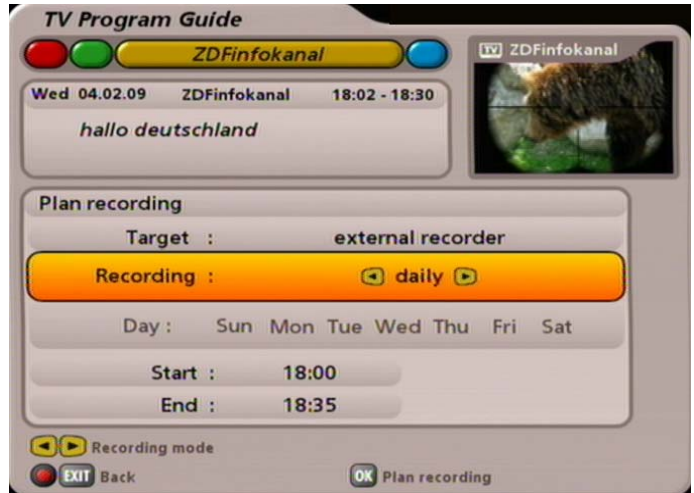 TV Program Guide
ZDFinfokanal
TV ZDFinfokanal
Wed 04.02.09 ZDFinfokanal 18:02 - 18:30
hallo deutschland
Plan recording
Target : external recorder
Recording : daily
Day : Sun Mon Tue Wed Thu Fri Sat
Start : 18:00
End : 18:35
Recording mode
EXIT Back OK Plan recording